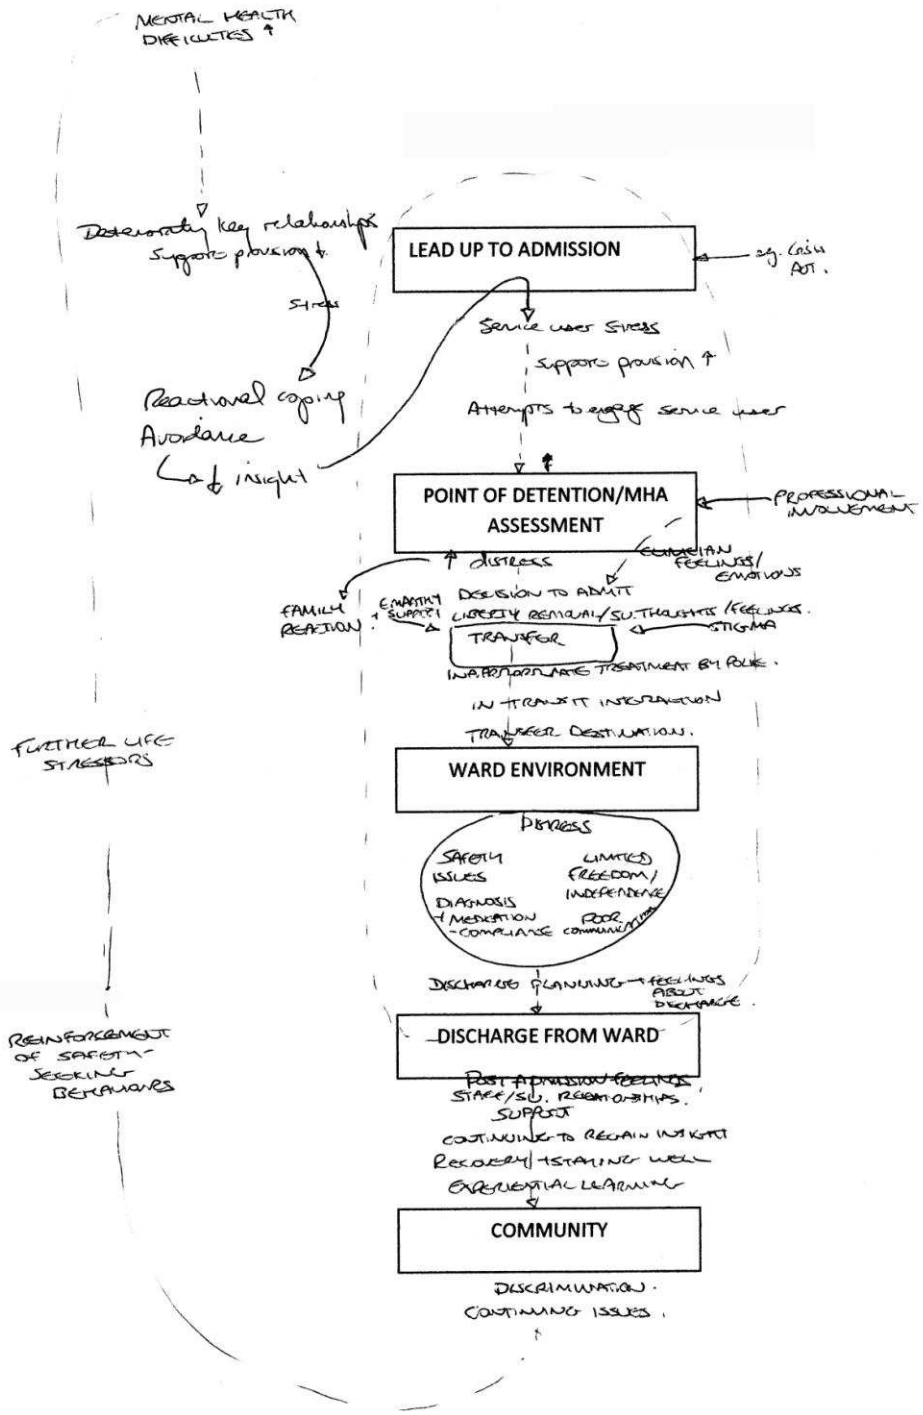 MENTAL HEALTH
DIFFICULTIES ↑
Deteriorating key relationships
Support provision ↓
Stress
Reactional coping
Avoidance
↓ insight
LEAD UP TO ADMISSION
eg.
Service user stress
Support provision ↑
Attempts to engage service user
POINT OF DETENTION/MHA
ASSESSMENT
PROFESSIONAL
INVOLVEMENT
↑ DISTRESS
CLINICIAN
FEELINGS/
EMOTIONS
FAMILY
REACTION
EMPATHY
+ SUPPORT
DECISION TO ADMIT
LIBERTY REMOVAL/SU. THOUGHTS/FEELINGS.
STIGMA
TRANSFER
INAPPROPRIATE TREATMENT BY POLICE.
IN TRANSIT INTERACTION
TRANSFER DESTINATION.
FURTHER LIFE
STRESSORS
WARD ENVIRONMENT
DISTRESS
SAFETY
ISSUES
LIMITED
FREEDOM/
INDEPENDENCE
DIAGNOSIS
+ MEDICATION
- COMPLIANCE
POOR
COMMUNICATION
DISCHARGE PLANNING → FEELINGS
ABOUT
DISCHARGE.
REINFORCEMENT
OF SAFETY-
SEEKING
BEHAVIOURS
DISCHARGE FROM WARD
POST ADMISSION FEELINGS
STAFF/SU. RELATIONSHIPS.
SUPPORT
CONTINUING TO REGAIN INSIGHT
RECOVERY + STAYING WELL
EXPERIENTIAL LEARNING
COMMUNITY
DISCRIMINATION.
CONTINUING ISSUES.